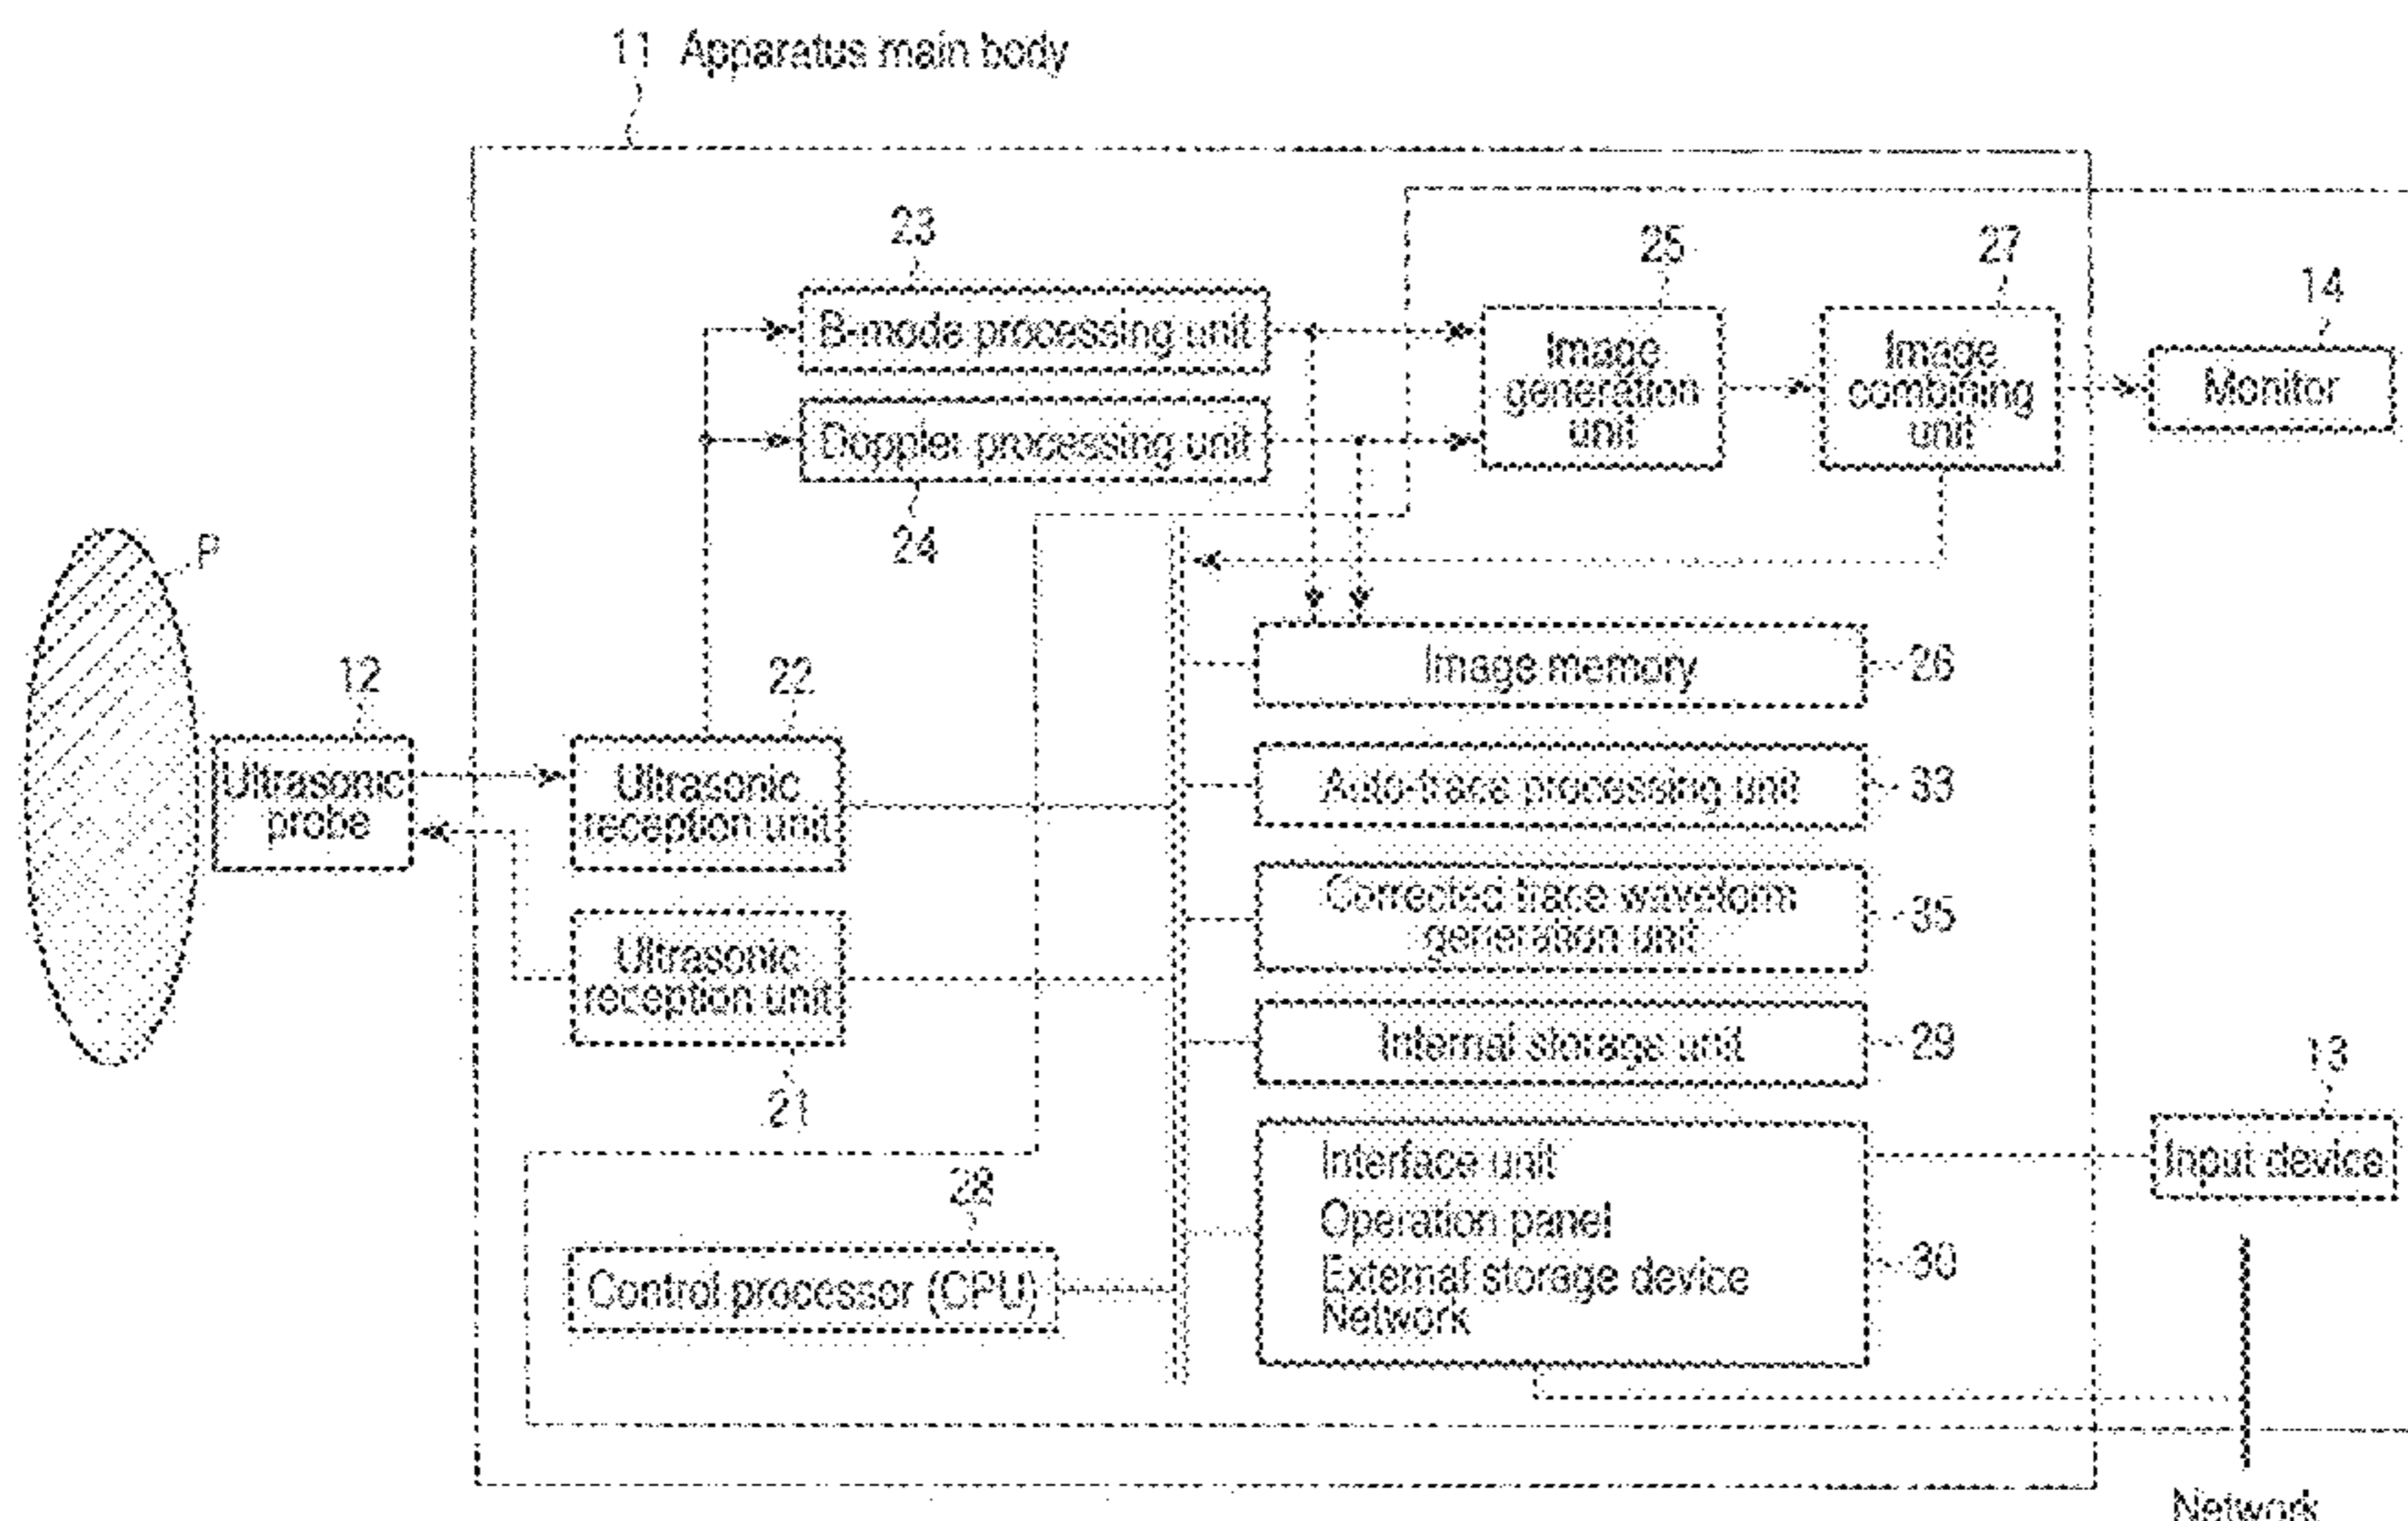 11 Apparatus main body
23
25
27
14
B-mode processing unit
Image
generation
unit
Image
combining
unit
Monitor
Doppler processing unit
24
P
12
22
Image memory
26
Ultrasonic
probe
Ultrasonic
reception unit
Auto-trace processing unit
33
Corrected trace waveform
generation unit
35
Ultrasonic
reception unit
21
Internal storage unit
29
13
Interface unit
Operation panel
External storage device
Network
30
Input device
28
Control processor (CPU)
Network